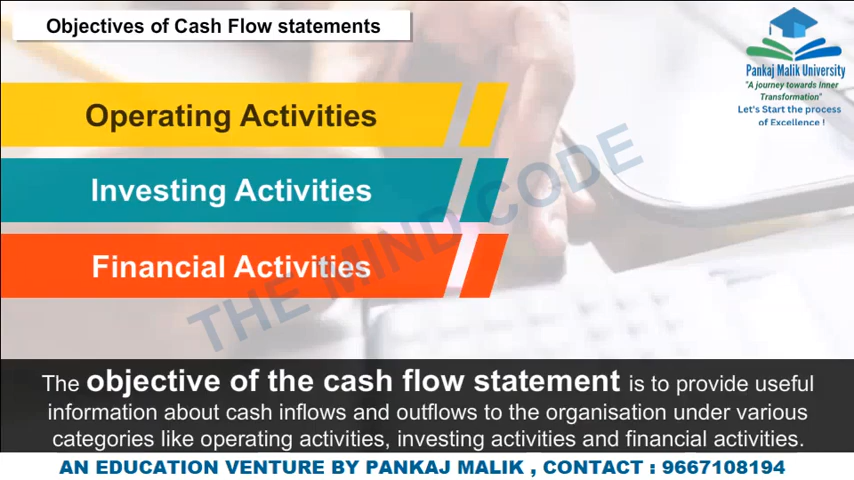 Objectives of Cash Flow statements
Pankaj Malik University
"A journey towards Inner
Transformation"
Let's Start the process
of Excellence !
Operating Activities
Investing Activities
Financial Activities
THE MIND CODE
The objective of the cash flow statement is to provide useful
information about cash inflows and outflows to the organisation under various
categories like operating activities, investing activities and financial activities.
AN EDUCATION VENTURE BY PANKAJ MALIK , CONTACT : 9667108194